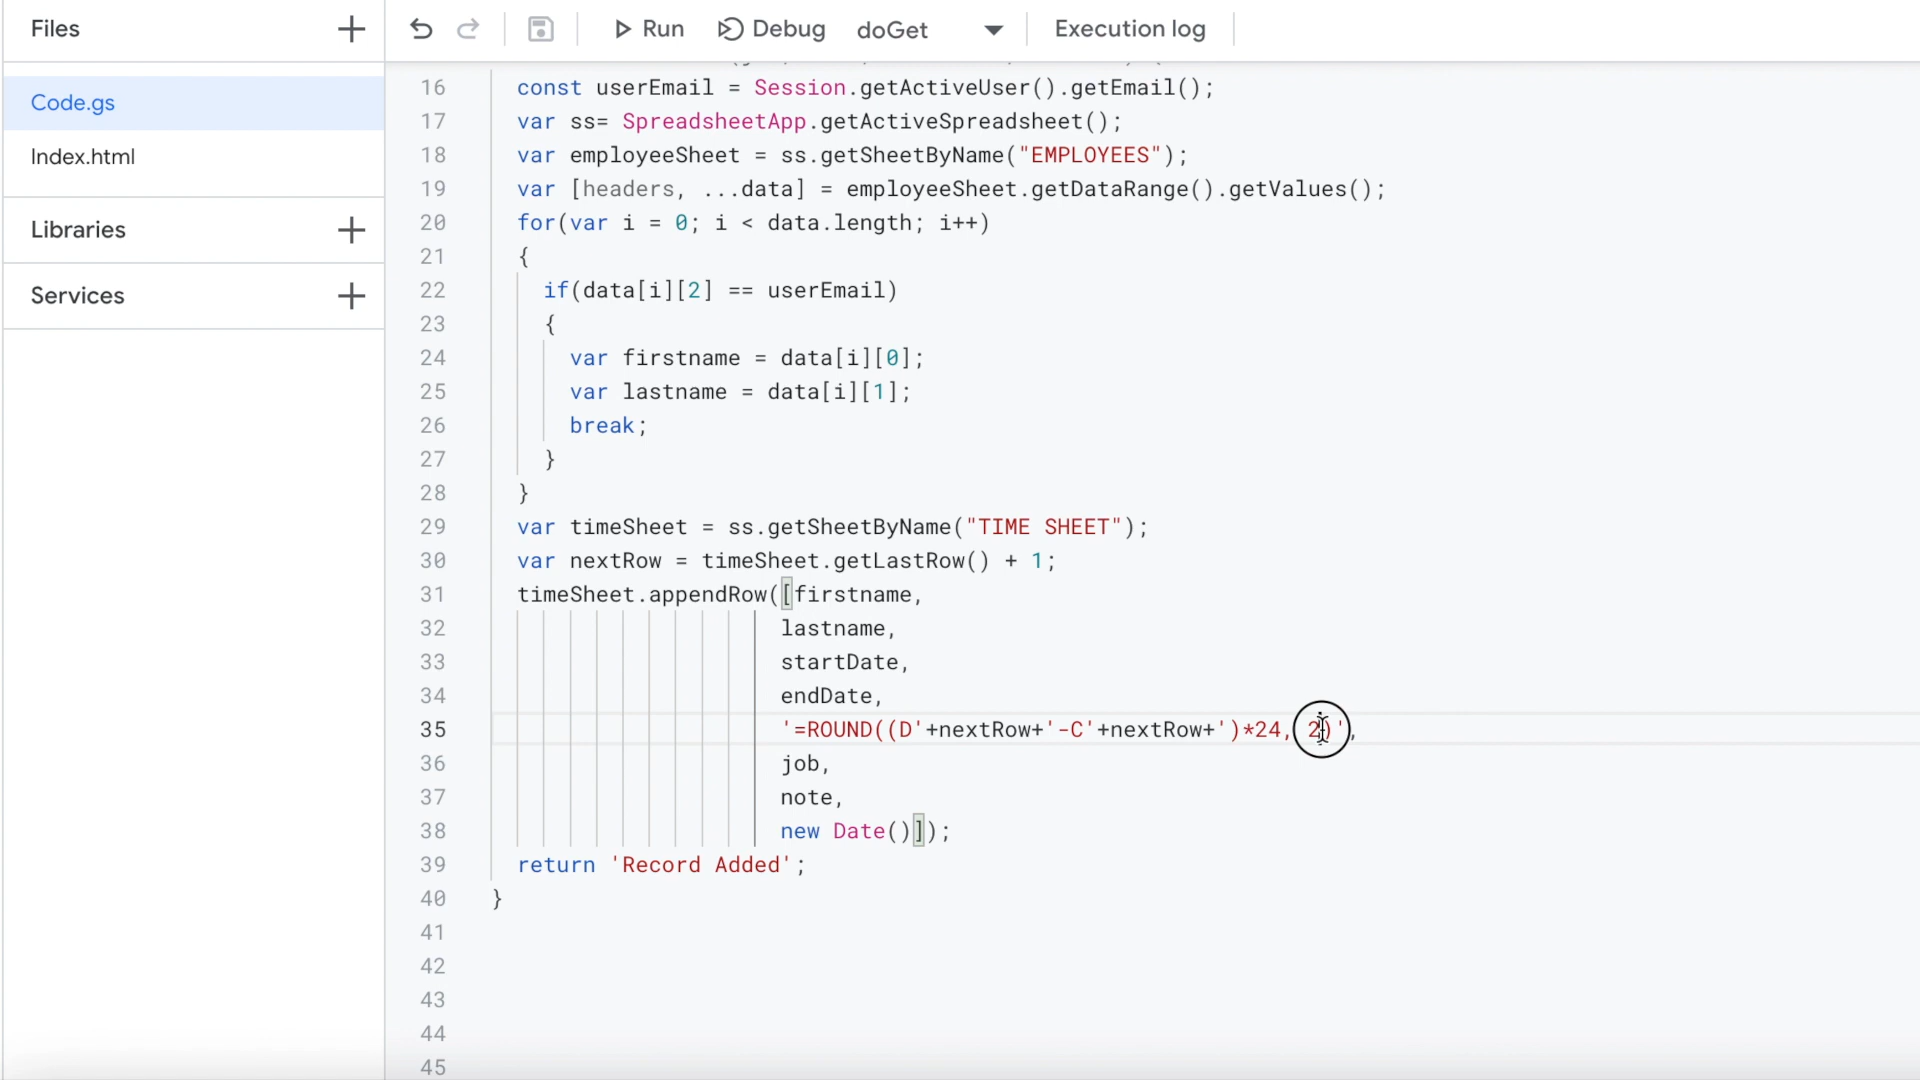 Files
Run Debug doGet Execution log
Code.gs
Index.html
Libraries
Services
16 const userEmail = Session.getActiveUser().getEmail();
17 var ss= SpreadsheetApp.getActiveSpreadsheet();
18 var employeeSheet = ss.getSheetByName("EMPLOYEES");
19 var [headers, ...data] = employeeSheet.getDataRange().getValues();
20 for(var i = 0; i < data.length; i++)
21 {
22 if(data[i][2] == userEmail)
23 {
24 var firstname = data[i][0];
25 var lastname = data[i][1];
26 break;
27 }
28 }
29 var timeSheet = ss.getSheetByName("TIME SHEET");
30 var nextRow = timeSheet.getLastRow() + 1;
31 timeSheet.appendRow([firstname,
32 lastname,
33 startDate,
34 endDate,
35 '=ROUND((D'+nextRow+'-C'+nextRow+')*24, 2)',
36 job,
37 note,
38 new Date()]);
39 return 'Record Added';
40 }
41
42
43
44
45